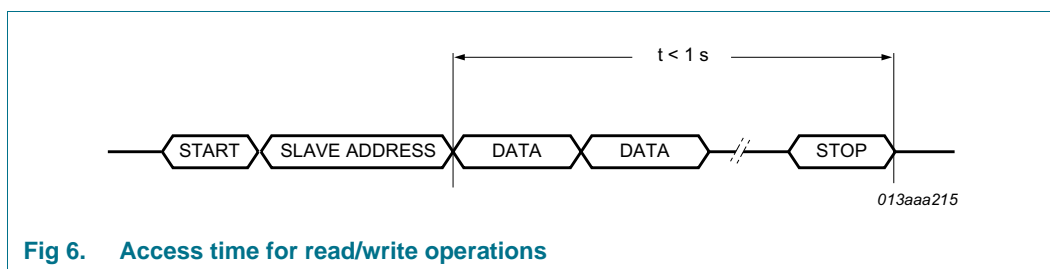 t < 1 s
START SLAVE ADDRESS DATA DATA STOP
013aaa215
Fig 6. Access time for read/write operations